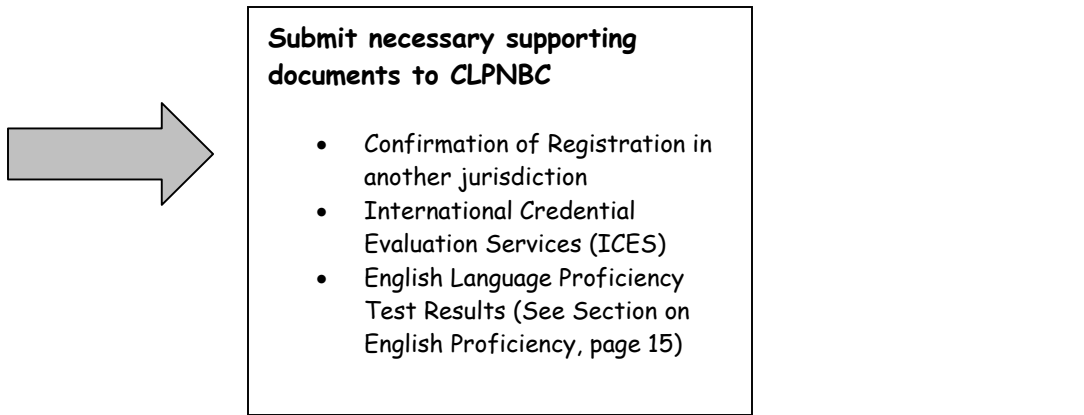 Submit necessary supporting
documents to CLPNBC
• Confirmation of Registration in
another jurisdiction
• International Credential
Evaluation Services (ICES)
• English Language Proficiency
Test Results (See Section on
English Proficiency, page 15)